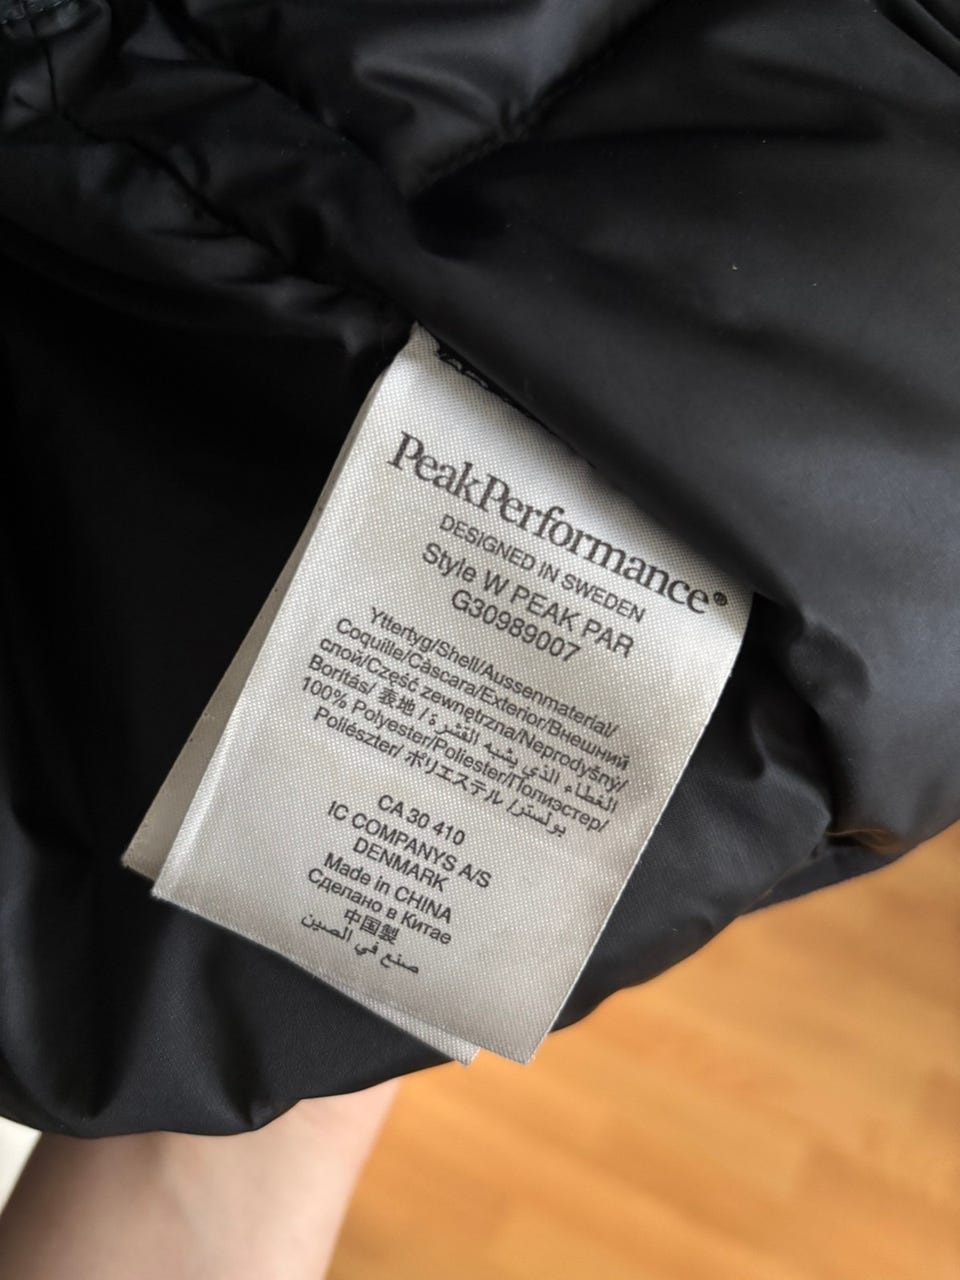 PeakPerformance®
DESIGNED IN SWEDEN
Style W PEAK PAR
G30989007
Yttertyg/Shell/Aussenmaterial/
Coquille/Càscara/Exterior/Внешний
слой/Część zewnętrzna/Neprodyšný/
Borítás/ 表地 / الغطاء الذي يشبه القشرة/
100% Polyester/Poliester/Полиэстер/
Poliészter/ ポリエステル /بولستر
CA 30 410
IC COMPANYS A/S
DENMARK
Made in CHINA
Сделано в Китае
中国製
صنع في الصين